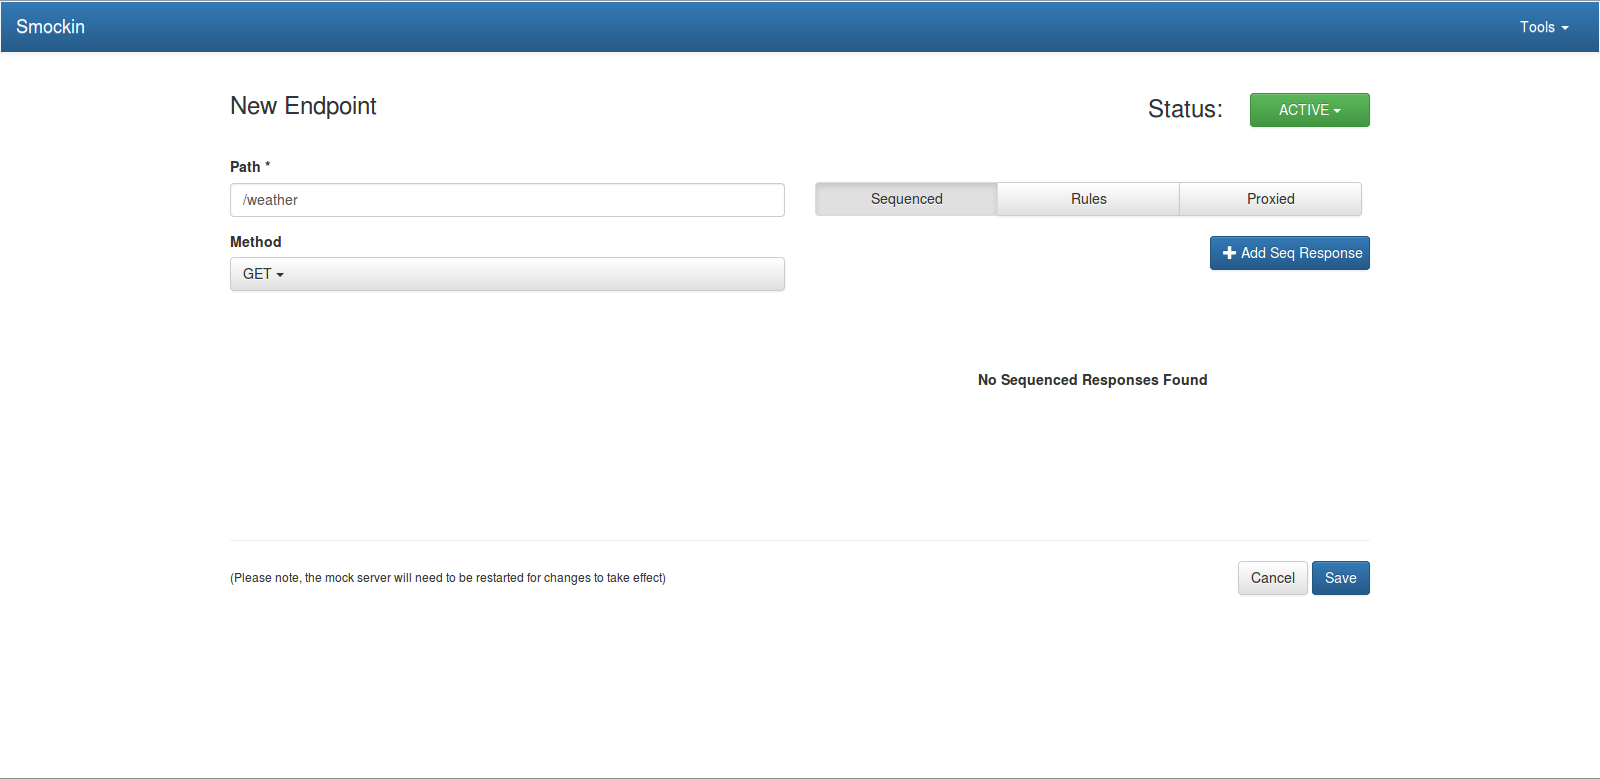 Smockin
Tools
New Endpoint
Status:
ACTIVE
Path *
/weather
Sequenced
Rules
Proxied
Method
GET
Add Seq Response
No Sequenced Responses Found
(Please note, the mock server will need to be restarted for changes to take effect)
Cancel
Save